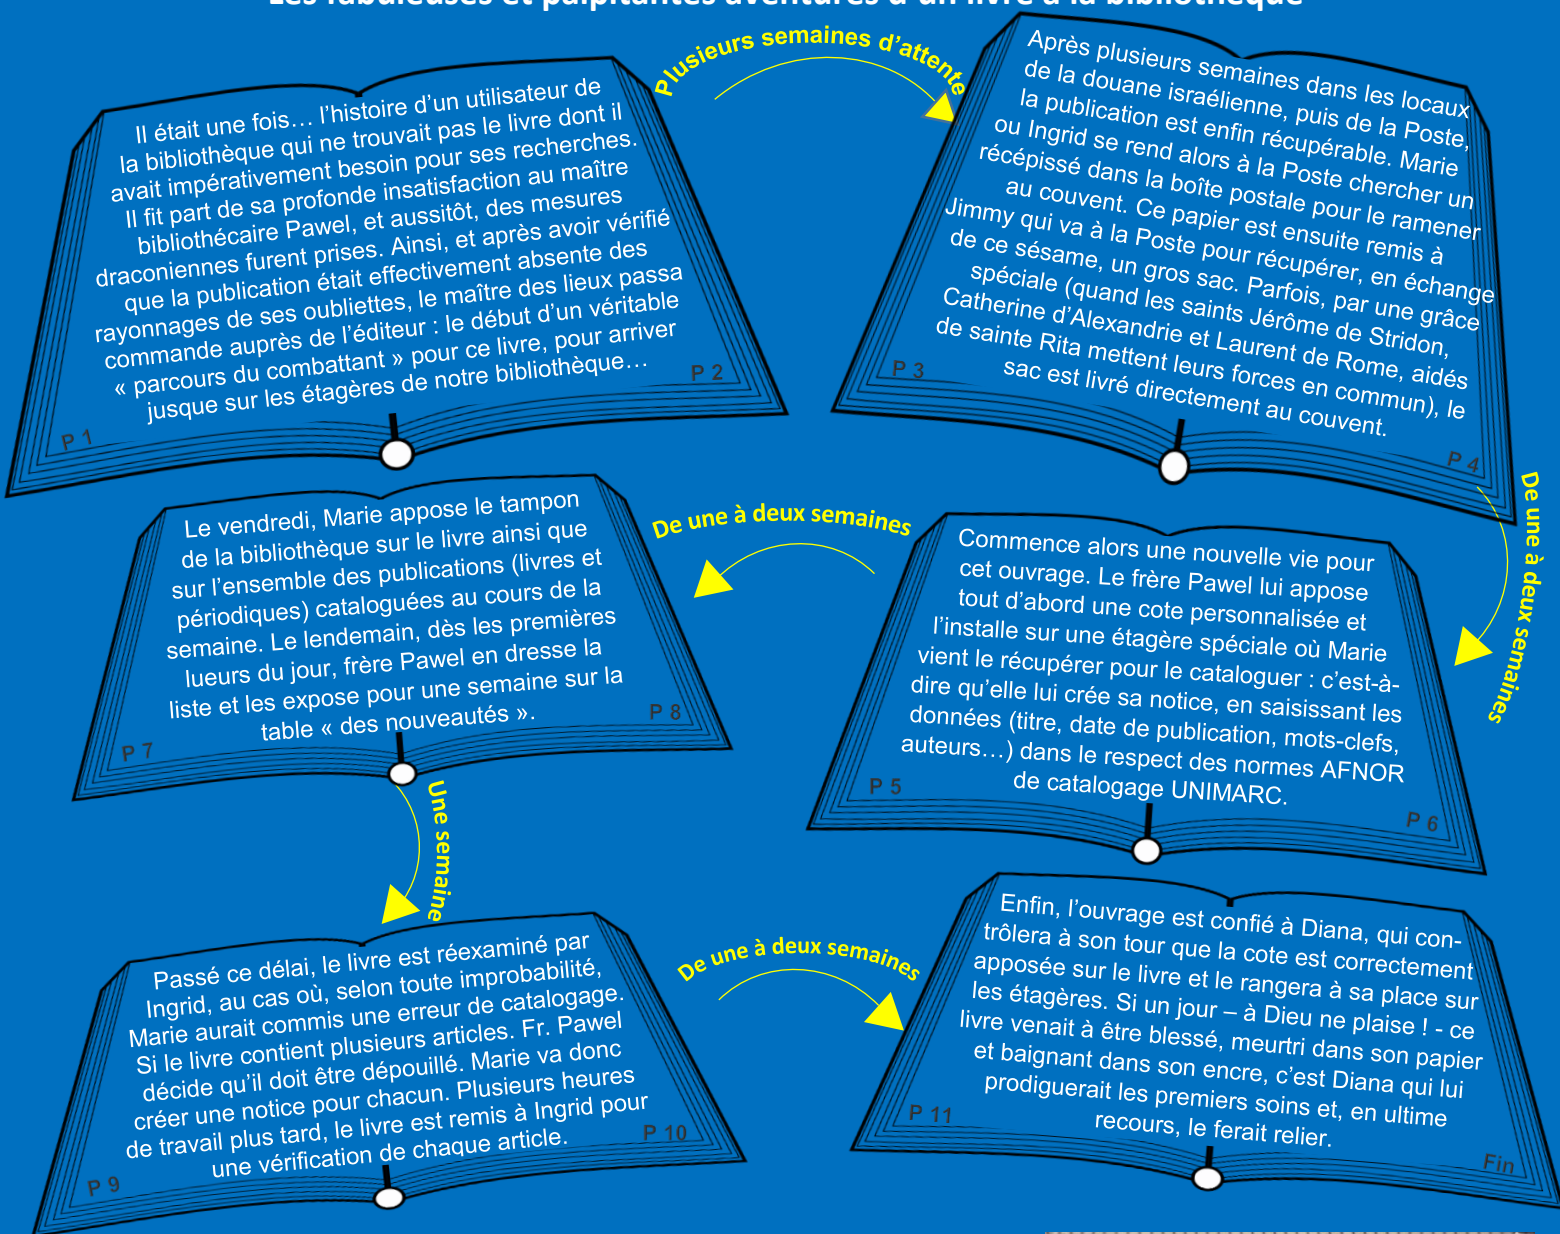 Les fabuleuses et palpitantes aventures d'un livre à la bibliothèque
Il était une fois… l'histoire d'un utilisateur de
la bibliothèque qui ne trouvait pas le livre dont il
avait impérativement besoin pour ses recherches.
Il fit part de sa profonde insatisfaction au maître
bibliothécaire Pawel, et aussitôt, des mesures
draconiennes furent prises. Ainsi, et après avoir vérifié
que la publication était effectivement absente des
rayonnages de ses oubliettes, le maître des lieux passa
commande auprès de l'éditeur : le début d'un véritable
« parcours du combattant » pour ce livre, pour arriver
jusque sur les étagères de notre bibliothèque…
P 1
P 2
Plusieurs semaines d'attente
Après plusieurs semaines dans les locaux
de la douane israélienne, puis de la Poste,
la publication est enfin récupérable. Marie
ou Ingrid se rend alors à la Poste chercher un
récépissé dans la boîte postale pour le ramener
au couvent. Ce papier est ensuite remis à
Jimmy qui va à la Poste pour récupérer, en échange
de ce sésame, un gros sac. Parfois, par une grâce
spéciale (quand les saints Jérôme de Stridon,
Catherine d'Alexandrie et Laurent de Rome, aidés
de sainte Rita mettent leurs forces en commun), le
sac est livré directement au couvent.
P 3
P 4
De une à deux semaines
Commence alors une nouvelle vie pour
cet ouvrage. Le frère Pawel lui appose
tout d'abord une cote personnalisée et
l'installe sur une étagère spéciale où Marie
vient le récupérer pour le cataloguer : c'est-à-
dire qu'elle lui crée sa notice, en saisissant les
données (titre, date de publication, mots-clefs,
auteurs…) dans le respect des normes AFNOR
de catalogage UNIMARC.
P 5
P 6
De une à deux semaines
Le vendredi, Marie appose le tampon
de la bibliothèque sur le livre ainsi que
sur l'ensemble des publications (livres et
périodiques) cataloguées au cours de la
semaine. Le lendemain, dès les premières
lueurs du jour, frère Pawel en dresse la
liste et les expose pour une semaine sur la
table « des nouveautés ».
P 7
P 8
Une semaine
Passé ce délai, le livre est réexaminé par
Ingrid, au cas où, selon toute improbabilité,
Marie aurait commis une erreur de catalogage.
Si le livre contient plusieurs articles. Fr. Pawel
décide qu'il doit être dépouillé. Marie va donc
créer une notice pour chacun. Plusieurs heures
de travail plus tard, le livre est remis à Ingrid pour
une vérification de chaque article.
P 9
P 10
De une à deux semaines
Enfin, l'ouvrage est confié à Diana, qui con-
trôlera à son tour que la cote est correctement
apposée sur le livre et le rangera à sa place sur
les étagères. Si un jour – à Dieu ne plaise ! - ce
livre venait à être blessé, meurtri dans son papier
et baignant dans son encre, c'est Diana qui lui
prodiguerait les premiers soins et, en ultime
recours, le ferait relier.
P 11
Fin